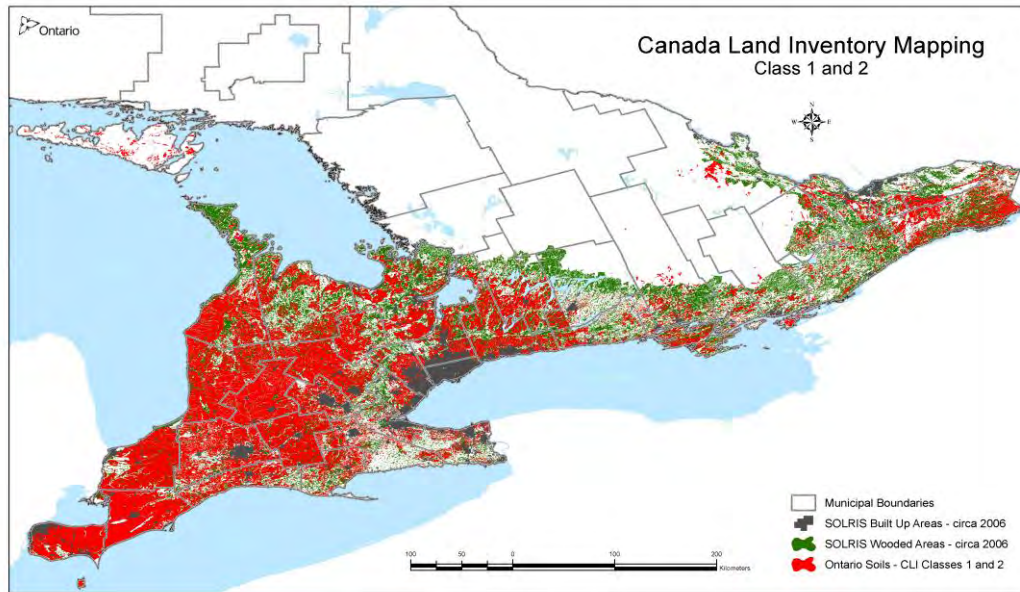 Ontario
Canada Land Inventory Mapping
Class 1 and 2
N
W E
S
Municipal Boundaries
SOLRIS Built Up Areas - circa 2006
SOLRIS Wooded Areas - circa 2006
Ontario Soils - CLI Classes 1 and 2
100 50 0 100 200
Kilometers